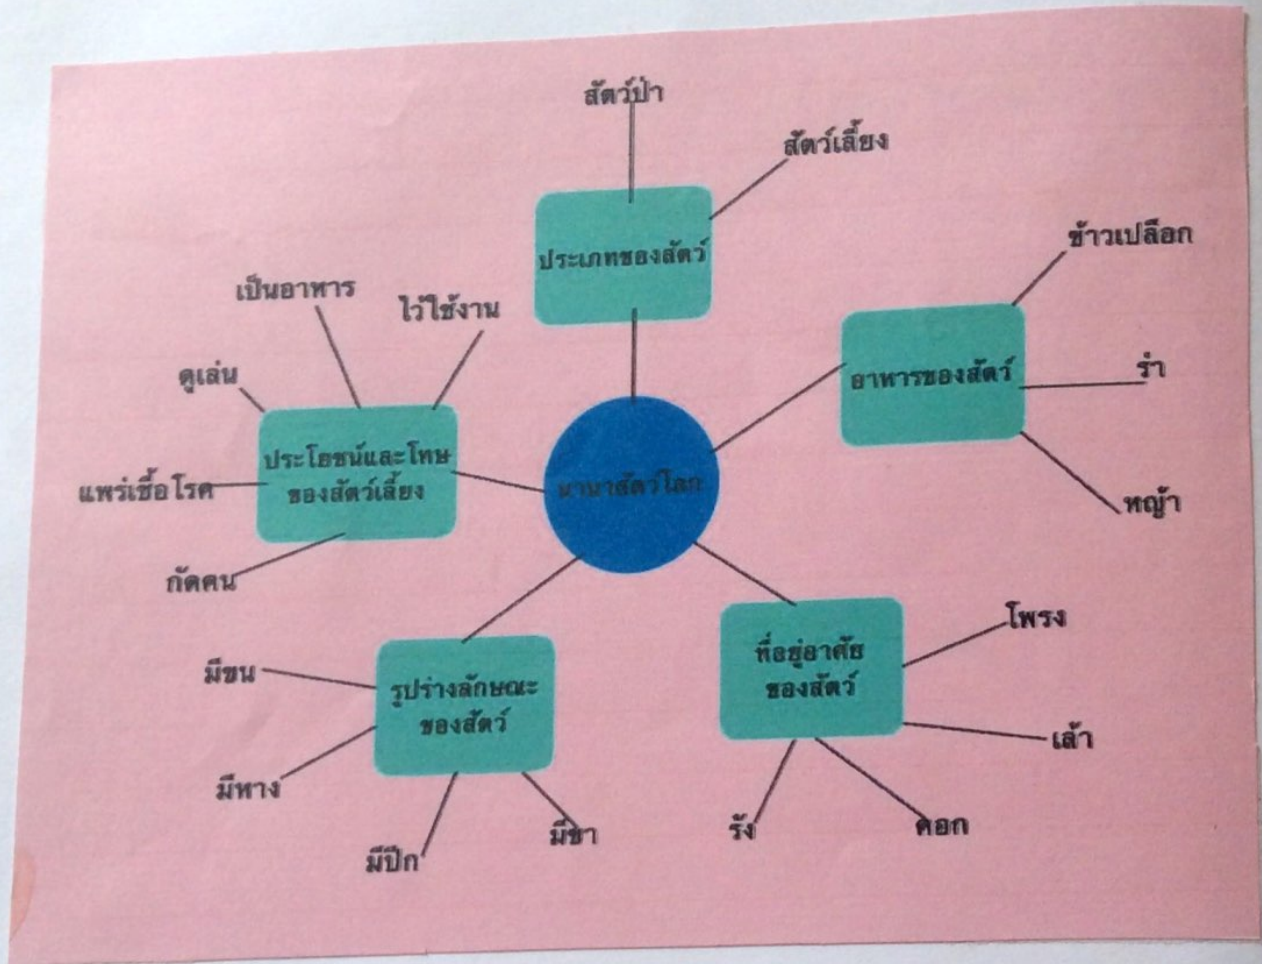 สัตว์ป่า
สัตว์เลี้ยง
ประเภทของสัตว์
ข้าวเปลือก
อาหารของสัตว์
รำ
หญ้า
เป็นอาหาร
ไว้ใช้งาน
ดูเล่น
ประโยชน์และโทษ
ของสัตว์เลี้ยง
แพร่เชื้อโรค
กัดคน
นานาสัตว์โลก
ที่อยู่อาศัย
ของสัตว์
โพรง
เล้า
รัง
คอก
รูปร่างลักษณะ
ของสัตว์
มีขน
มีหาง
มีปีก
มีขา